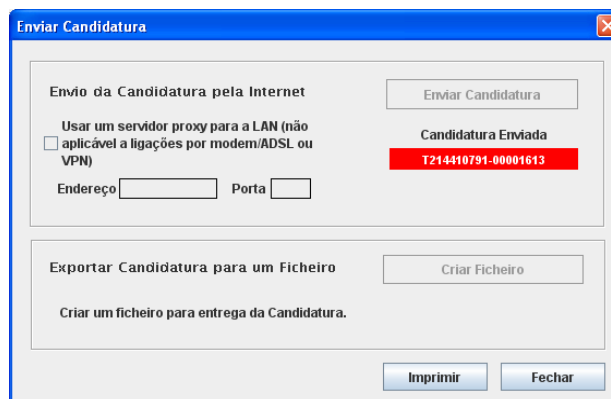 Enviar Candidatura
Envio da Candidatura pela Internet
Enviar Candidatura
Usar um servidor proxy para a LAN (não
aplicável a ligações por modem/ADSL ou
VPN)
Candidatura Enviada
T214410791-00001613
Endereço Porta
Exportar Candidatura para um Ficheiro
Criar Ficheiro
Criar um ficheiro para entrega da Candidatura.
Imprimir Fechar